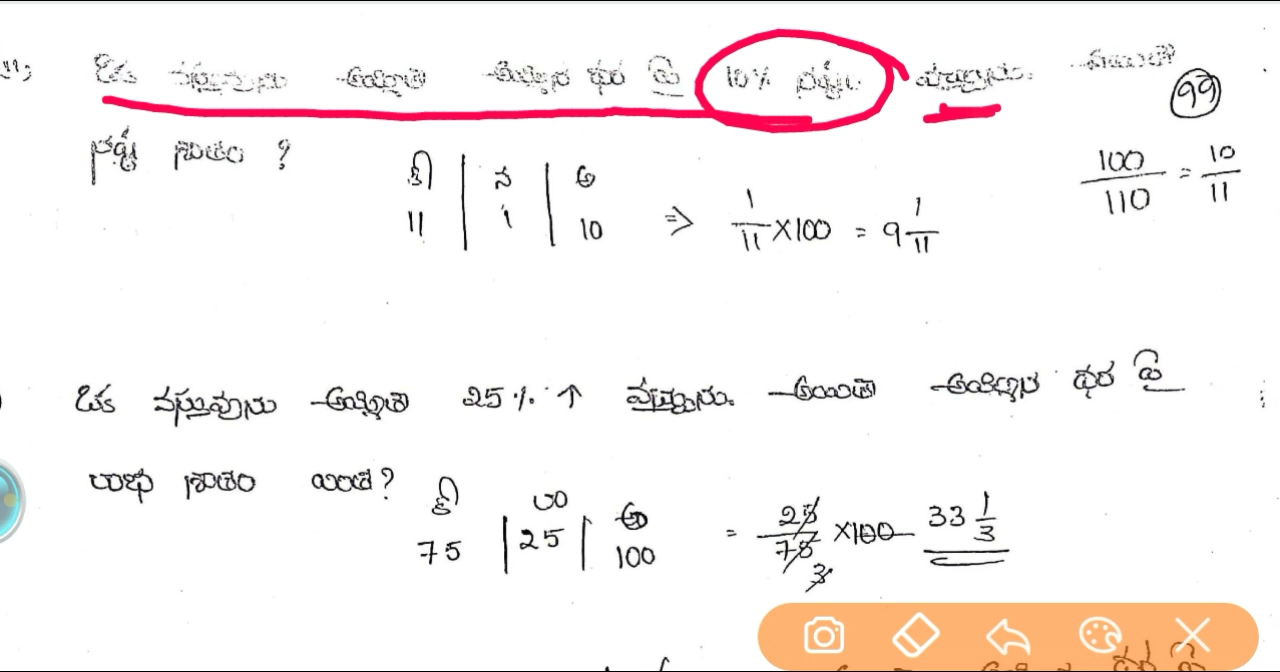 ఒక వస్తువును అమ్మితే అమ్మిన ధర పై 10% నష్టం వచ్చును. అయితే
99
నష్ట శాతం ?
కొ | న | అ
100/110 = 10/11
11 | 1 | 10 ⇒ 1/11 ×100 = 9 1/11
ఒక వస్తువును అమ్మితే 25% ↑ వచ్చును. అయితే అమ్మిన ధర పై
లాభ శాతం ఎంత?
కొ | లా | అ
75 | 25 | 100 = 25/75 ×100 33 1/3
3